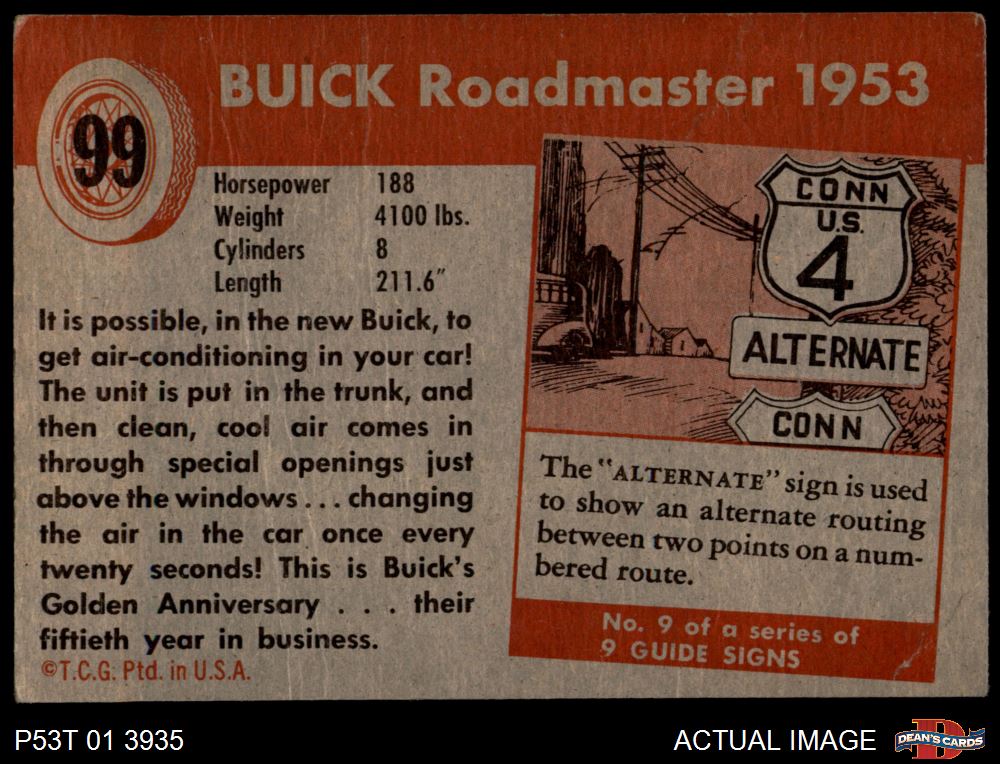 99
BUICK Roadmaster 1953
Horsepower 188
Weight 4100 lbs.
Cylinders 8
Length 211.6"
It is possible, in the new Buick, to
get air-conditioning in your car!
The unit is put in the trunk, and
then clean, cool air comes in
through special openings just
above the windows . . . changing
the air in the car once every
twenty seconds! This is Buick's
Golden Anniversary . . . their
fiftieth year in business.
©T.C.G. Ptd. in U.S.A.
CONN
U.S.
4
ALTERNATE
CONN
The "ALTERNATE" sign is used
to show an alternate routing
between two points on a num-
bered route.
No. 9 of a series of
9 GUIDE SIGNS
P53T 01 3935
ACTUAL IMAGE
DEAN'S CARDS